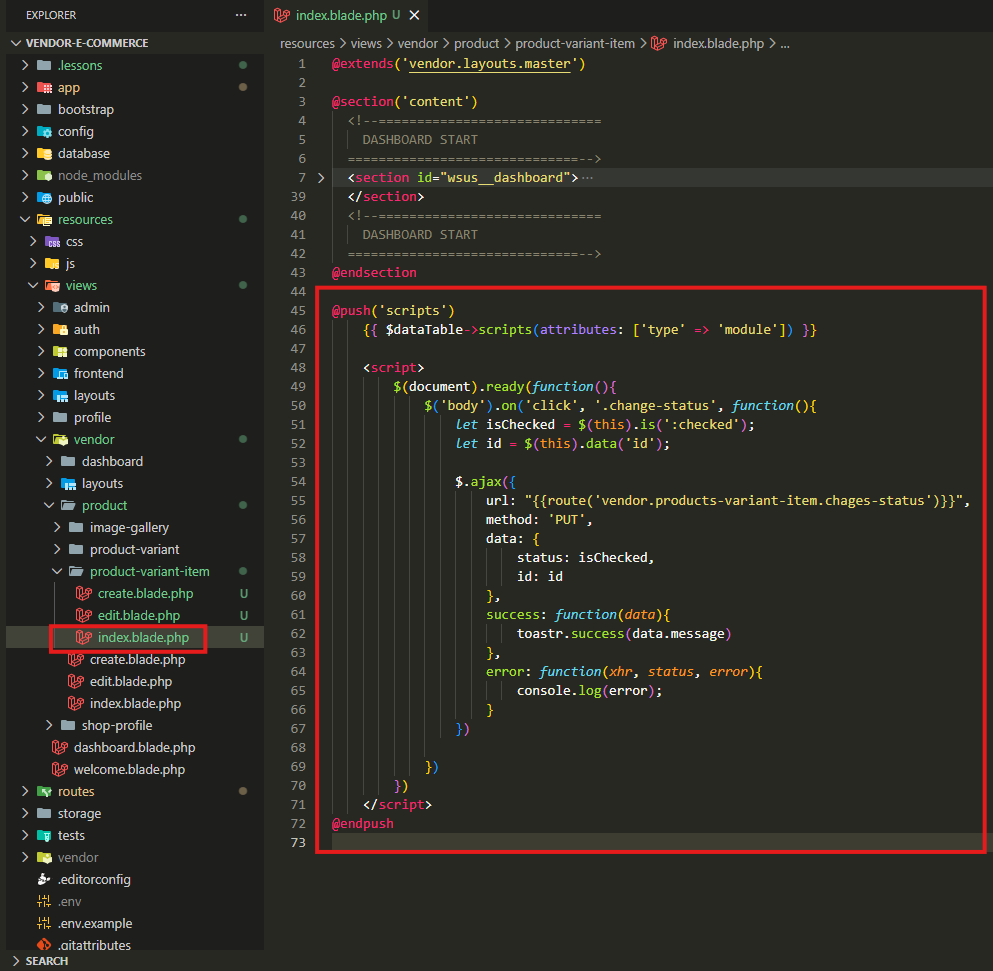 EXPLORER
VENDOR-E-COMMERCE
.lessons
app
bootstrap
config
database
node_modules
public
resources
css
js
views
admin
auth
components
frontend
layouts
profile
vendor
dashboard
layouts
product
image-gallery
product-variant
product-variant-item
create.blade.php U
edit.blade.php U
index.blade.php U
create.blade.php
edit.blade.php
index.blade.php
shop-profile
dashboard.blade.php
welcome.blade.php
routes
storage
tests
vendor
.editorconfig
.env
.env.example
.gitattributes
SEARCH
index.blade.php U
resources > views > vendor > product > product-variant-item > index.blade.php > ...
1 @extends('vendor.layouts.master')
2
3 @section('content')
4 <!--=============================
5 DASHBOARD START
6 ==============================-->
7 <section id="wsus__dashboard">···
39 </section>
40 <!--=============================
41 DASHBOARD START
42 ==============================-->
43 @endsection
44
45 @push('scripts')
46 {{ $dataTable->scripts(attributes: ['type' => 'module']) }}
47
48 <script>
49 $(document).ready(function(){
50 $('body').on('click', '.change-status', function(){
51 let isChecked = $(this).is(':checked');
52 let id = $(this).data('id');
53
54 $.ajax({
55 url: "{{route('vendor.products-variant-item.chages-status')}}",
56 method: 'PUT',
57 data: {
58 status: isChecked,
59 id: id
60 },
61 success: function(data){
62 toastr.success(data.message)
63 },
64 error: function(xhr, status, error){
65 console.log(error);
66 }
67 })
68
69 })
70 })
71 </script>
72 @endpush
73